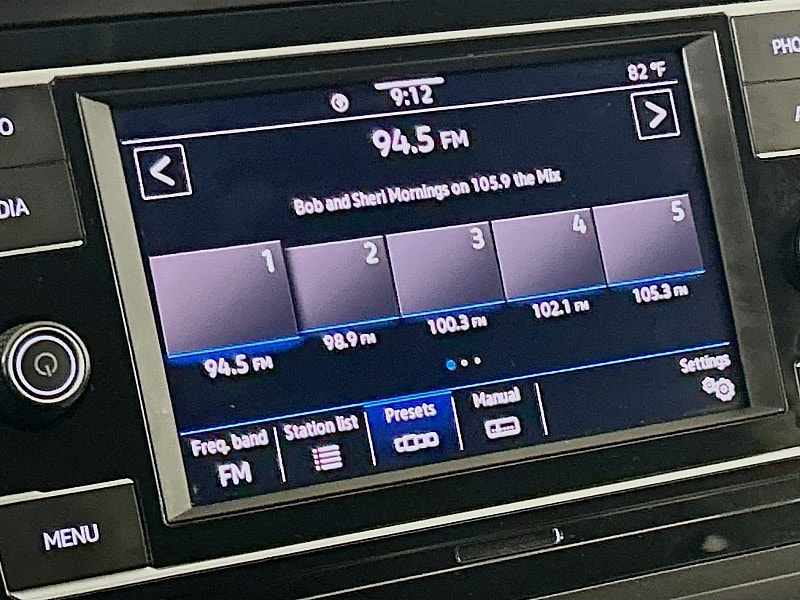 82 °F
9:12
94.5 FM
Bob and Sheri Mornings on 105.9 the Mix
1 2 3 4 5
94.5 FM 98.9 FM 100.3 FM 102.1 FM 105.3 FM
Settings
Freq. band Station list Presets Manual
FM
MENU